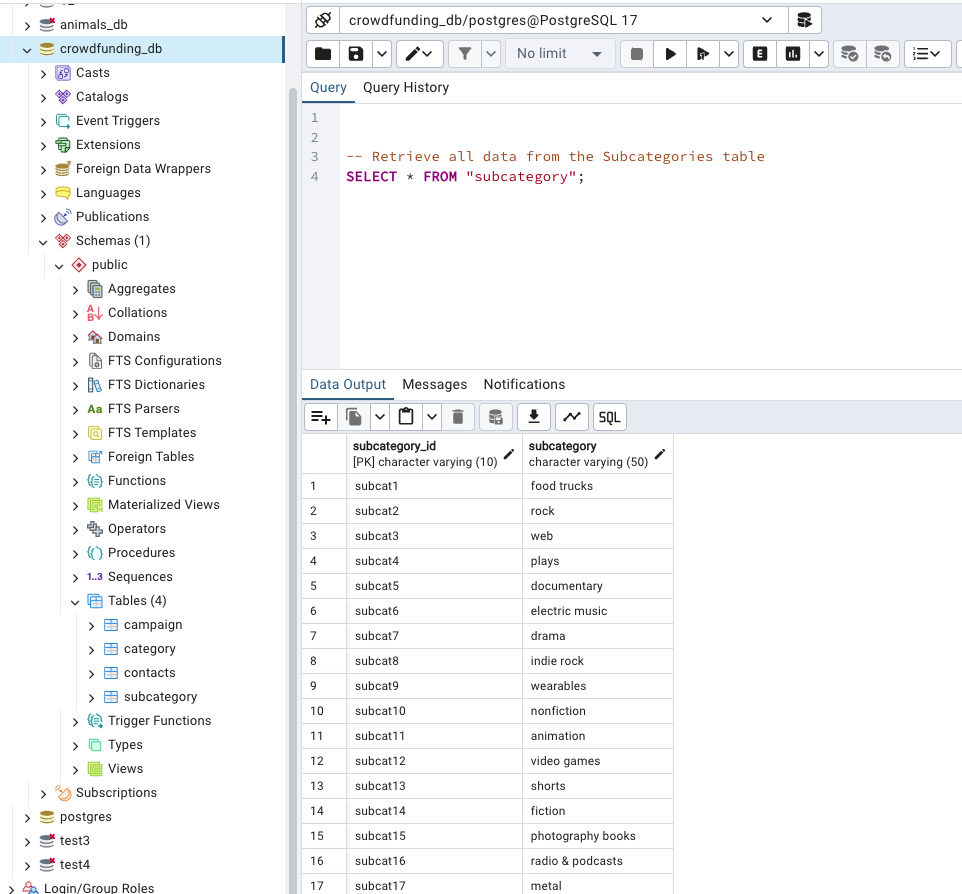 animals_db
crowdfunding_db
Casts
Catalogs
Event Triggers
Extensions
Foreign Data Wrappers
Languages
Publications
Schemas (1)
public
Aggregates
Collations
Domains
FTS Configurations
FTS Dictionaries
Aa FTS Parsers
FTS Templates
Foreign Tables
Functions
Materialized Views
Operators
Procedures
1..3 Sequences
Tables (4)
campaign
category
contacts
subcategory
Trigger Functions
Types
Views
Subscriptions
postgres
test3
test4
Login/Group Roles
crowdfunding_db/postgres@PostgreSQL 17
No limit
E
Query Query History
1
2
3 -- Retrieve all data from the Subcategories table
4 SELECT * FROM "subcategory";
Data Output Messages Notifications
SQL
subcategory_id subcategory
[PK] character varying (10) character varying (50)
1 subcat1 food trucks
2 subcat2 rock
3 subcat3 web
4 subcat4 plays
5 subcat5 documentary
6 subcat6 electric music
7 subcat7 drama
8 subcat8 indie rock
9 subcat9 wearables
10 subcat10 nonfiction
11 subcat11 animation
12 subcat12 video games
13 subcat13 shorts
14 subcat14 fiction
15 subcat15 photography books
16 subcat16 radio & podcasts
17 subcat17 metal